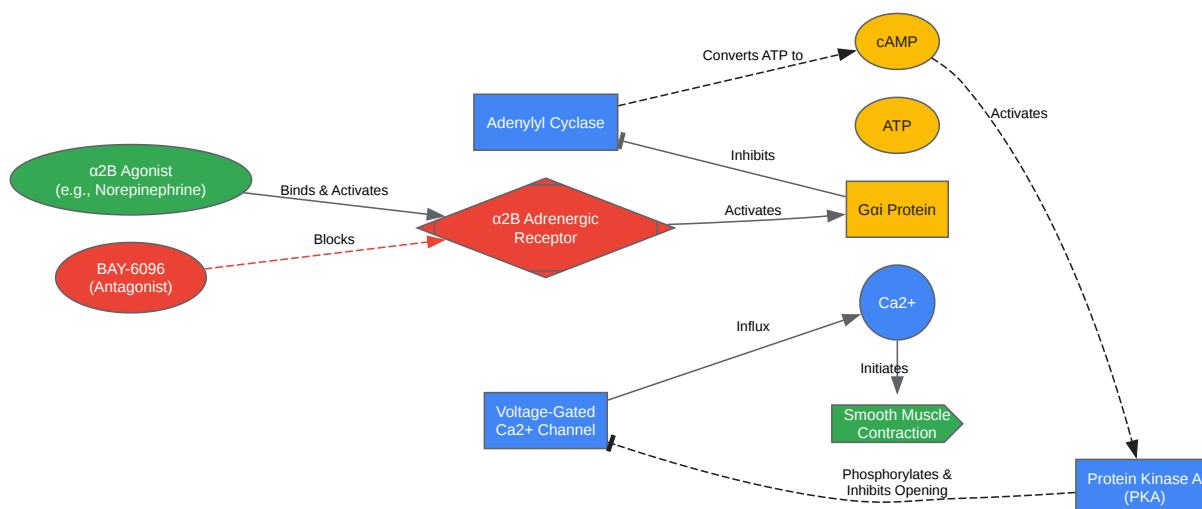 cAMP
Converts ATP to
Activates
Adenylyl Cyclase
ATP
Inhibits
α2B Agonist
(e.g., Norepinephrine)
Binds & Activates
α2B Adrenergic
Receptor
Activates
Gαi Protein
Blocks
BAY-6096
(Antagonist)
Ca2+
Influx
Initiates
Voltage-Gated
Ca2+ Channel
Smooth Muscle
Contraction
Phosphorylates &
Inhibits Opening
Protein Kinase A
(PKA)